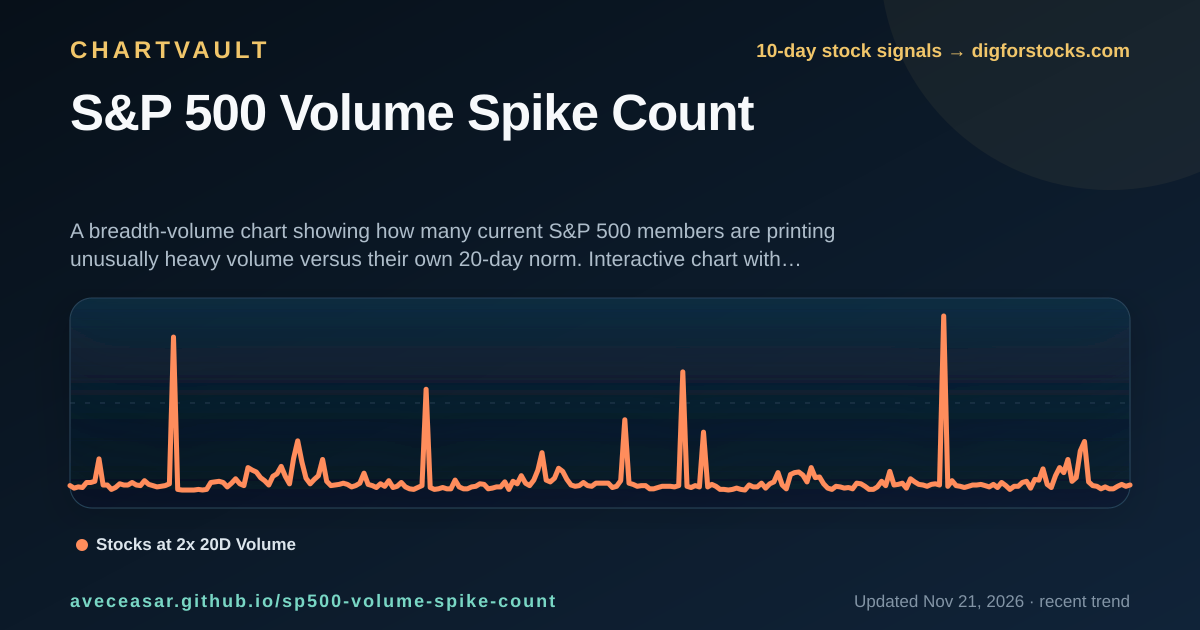 CHARTVAULT
10-day stock signals → digforstocks.com
S&P 500 Volume Spike Count
A breadth-volume chart showing how many current S&P 500 members are printing
unusually heavy volume versus their own 20-day norm. Interactive chart with…
Stocks at 2x 20D Volume
aveceasar.github.io/sp500-volume-spike-count
Updated Nov 21, 2026 · recent trend